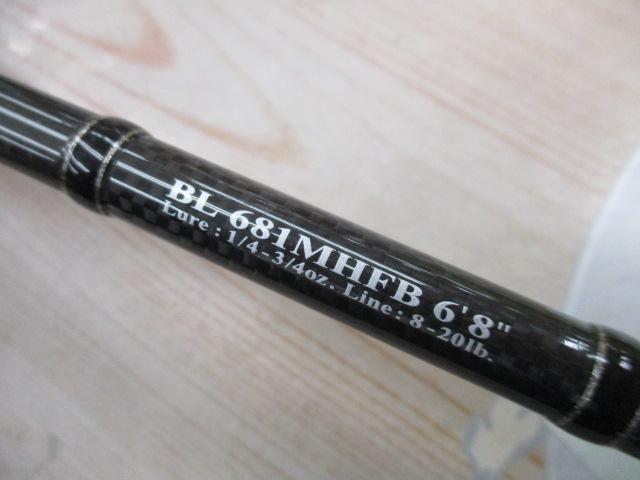 BL 681MHFB 6'8"
Lure : 1/4-3/4oz. Line : 8-20lb.